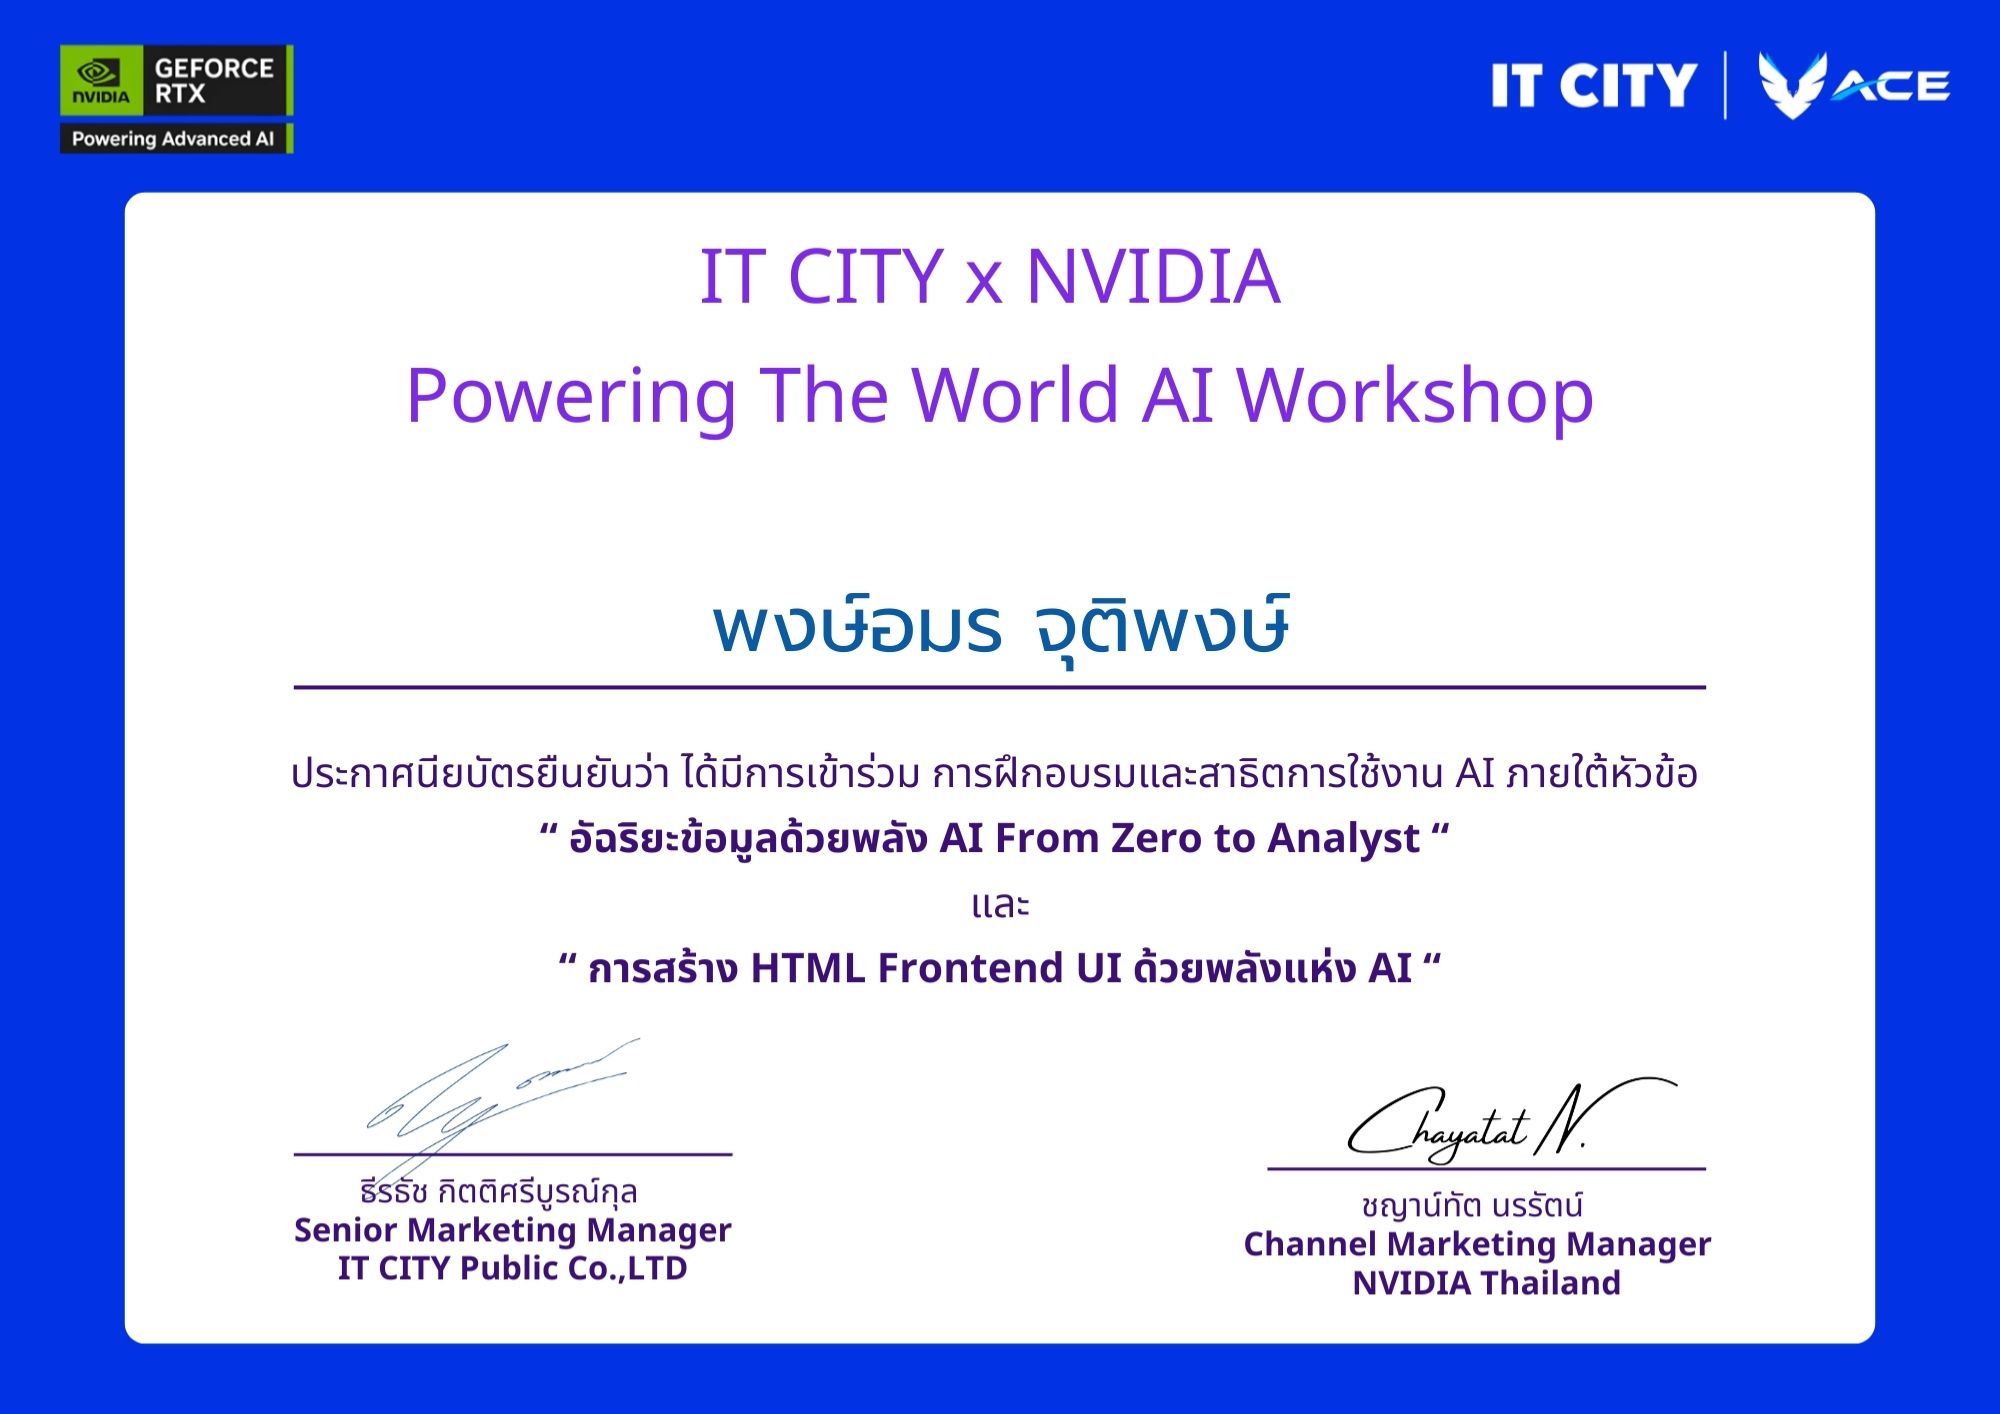 NVIDIA
GEFORCE
RTX
Powering Advanced AI
IT CITY
ACE
IT CITY x NVIDIA
Powering The World AI Workshop
พงษ์อมร จุติพงษ์
ประกาศนียบัตรยืนยันว่า ได้มีการเข้าร่วม การฝึกอบรมและสาธิตการใช้งาน AI ภายใต้หัวข้อ
“ อัฉริยะข้อมูลด้วยพลัง AI From Zero to Analyst “
และ
“ การสร้าง HTML Frontend UI ด้วยพลังแห่ง AI “
ธีรธัช กิตติศรีบูรณ์กุล
Senior Marketing Manager
IT CITY Public Co.,LTD
Chayatat N.
ชญาน์ทัต นรรัตน์
Channel Marketing Manager
NVIDIA Thailand